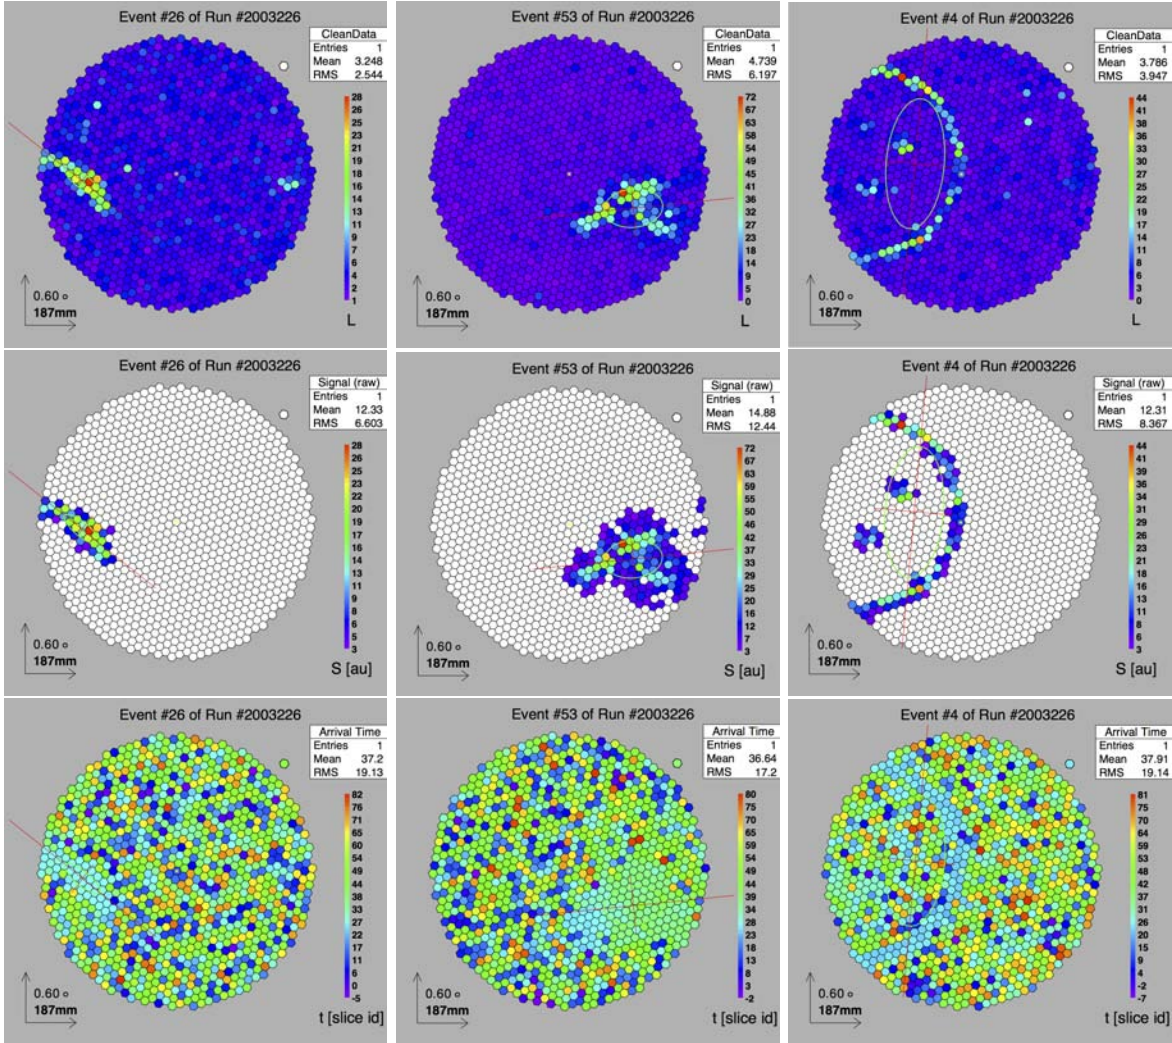 Event #26 of Run #2003226
CleanData
Entries 1
Mean 3.248
RMS 2.544
28
26
25
23
22
20
19
18
16
14
13
11
9
7
6
4
2
1
0.60 °
187mm
L
Event #53 of Run #2003226
CleanData
Entries 1
Mean 4.739
RMS 6.197
72
67
63
58
54
50
45
41
36
32
27
23
18
14
9
5
0
0.60 °
187mm
L
Event #4 of Run #2003226
CleanData
Entries 1
Mean 3.786
RMS 3.947
44
41
38
36
33
30
27
25
22
19
17
14
11
8
6
3
0
0.60 °
187mm
L
Event #26 of Run #2003226
Signal (raw)
Entries 1
Mean 12.33
RMS 6.603
28
26
25
23
22
20
19
17
16
14
13
11
9
8
6
5
3
0.60 °
187mm
S [au]
Event #53 of Run #2003226
Signal (raw)
Entries 1
Mean 14.88
RMS 12.44
72
67
63
59
55
50
46
42
37
33
29
25
20
16
12
7
3
0.60 °
187mm
S [au]
Event #4 of Run #2003226
Signal (raw)
Entries 1
Mean 12.31
RMS 8.367
44
41
39
36
34
31
28
26
23
21
18
15
13
10
8
5
3
0.60 °
187mm
S [au]
Event #26 of Run #2003226
Arrival Time
Entries 1
Mean 37.2
RMS 19.13
82
76
71
65
60
55
49
44
38
33
27
22
17
11
6
0
-5
0.60 °
187mm
t [slice id]
Event #53 of Run #2003226
Arrival Time
Entries 1
Mean 36.64
RMS 17.2
80
75
70
65
60
54
49
44
39
34
29
24
18
13
8
3
-2
0.60 °
187mm
t [slice id]
Event #4 of Run #2003226
Arrival Time
Entries 1
Mean 37.91
RMS 19.14
81
75
70
64
59
53
48
42
37
31
26
20
15
9
4
-2
-7
0.60 °
187mm
t [slice id]